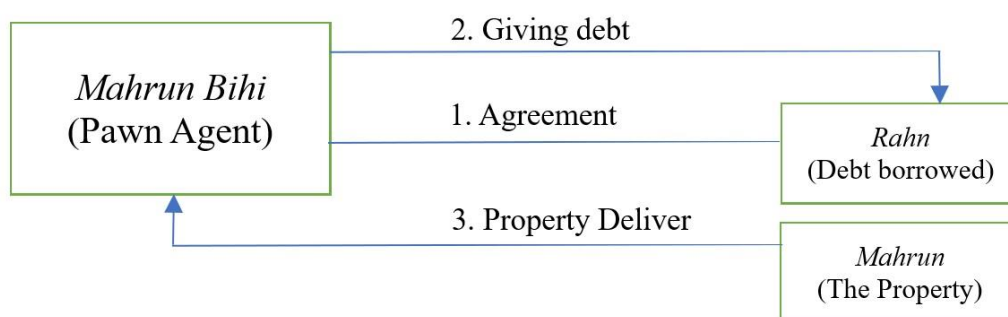 2. Giving debt
Mahrun Bihi
(Pawn Agent)
1. Agreement
Rahn
(Debt borrowed)
3. Property Deliver
Mahrun
(The Property)